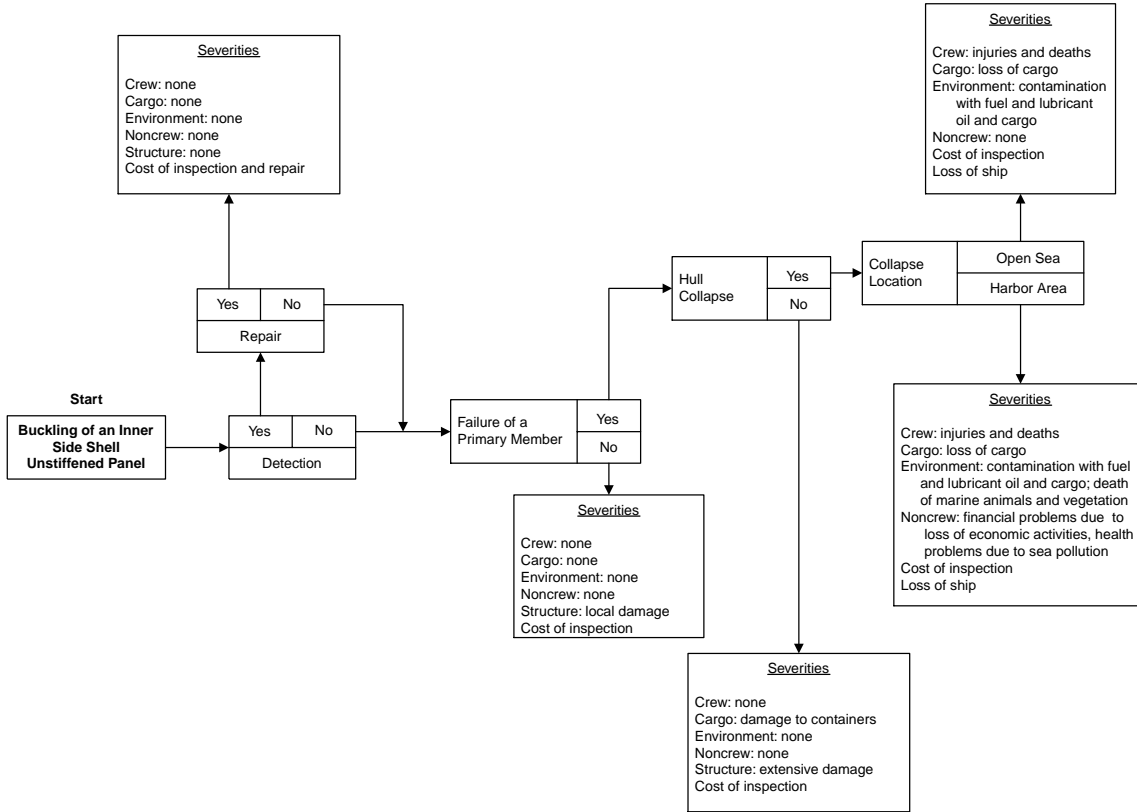 Severities
Crew: none
Cargo: none
Environment: none
Noncrew: none
Structure: none
Cost of inspection and repair
Severities
Crew: injuries and deaths
Cargo: loss of cargo
Environment: contamination
with fuel and lubricant
oil and cargo
Noncrew: none
Cost of inspection
Loss of ship
Hull
Collapse
Yes
No
Collapse
Location
Open Sea
Harbor Area
Yes
No
Repair
Start
Buckling of an Inner
Side Shell
Unstiffened Panel
Yes
No
Detection
Failure of a
Primary Member
Yes
No
Severities
Crew: injuries and deaths
Cargo: loss of cargo
Environment: contamination with fuel
and lubricant oil and cargo; death
of marine animals and vegetation
Noncrew: financial problems due to
loss of economic activities, health
problems due to sea pollution
Cost of inspection
Loss of ship
Severities
Crew: none
Cargo: none
Environment: none
Noncrew: none
Structure: local damage
Cost of inspection
Severities
Crew: none
Cargo: damage to containers
Environment: none
Noncrew: none
Structure: extensive damage
Cost of inspection